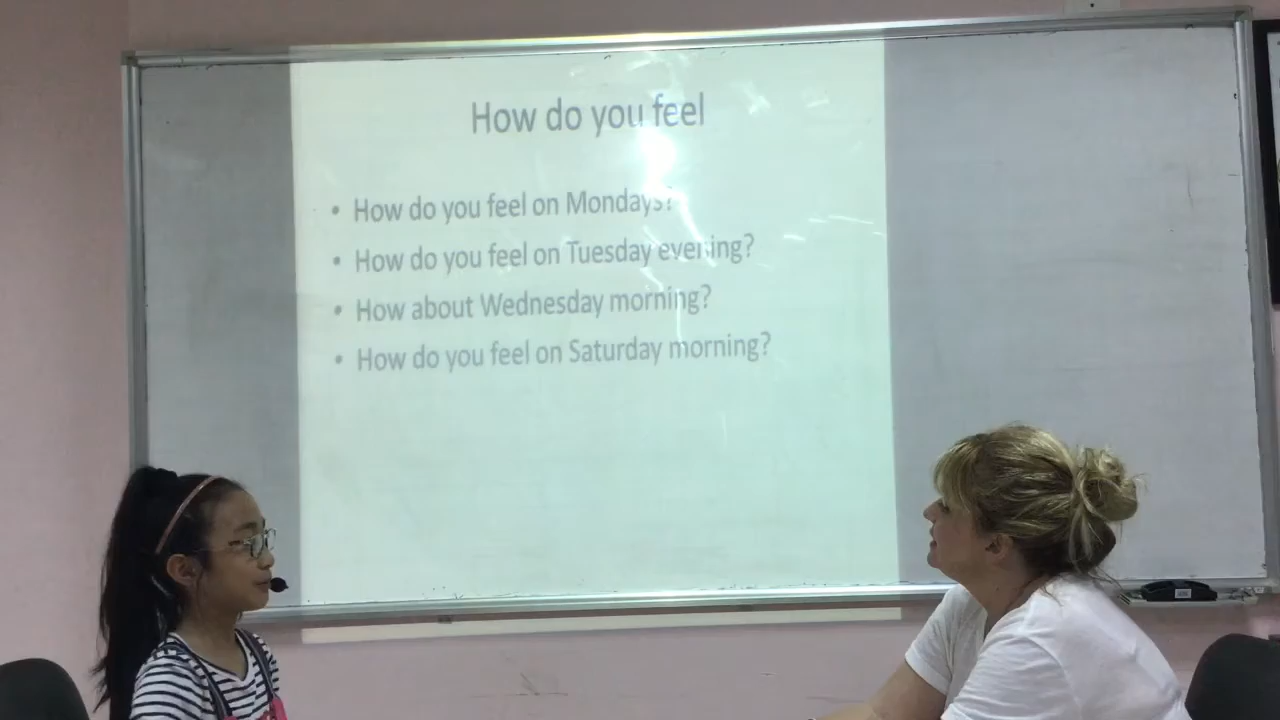 How do you feel
• How do you feel on Mondays?
• How do you feel on Tuesday evening?
• How about Wednesday morning?
• How do you feel on Saturday morning?